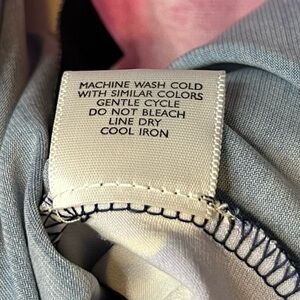 MACHINE WASH COLD
WITH SIMILAR COLORS
GENTLE CYCLE
DO NOT BLEACH
LINE DRY
COOL IRON